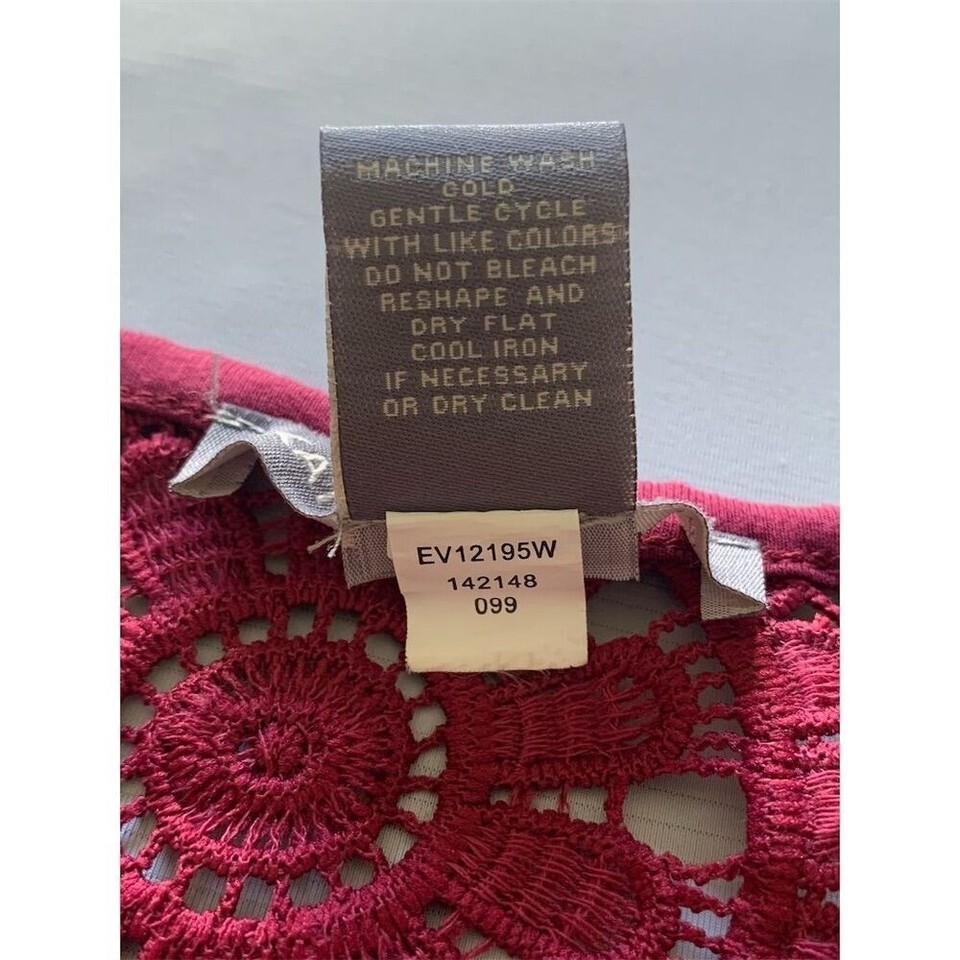 MACHINE WASH
COLD
GENTLE CYCLE
WITH LIKE COLORS
DO NOT BLEACH
RESHAPE AND
DRY FLAT
COOL IRON
IF NECESSARY
OR DRY CLEAN
EV12195W
142148
099